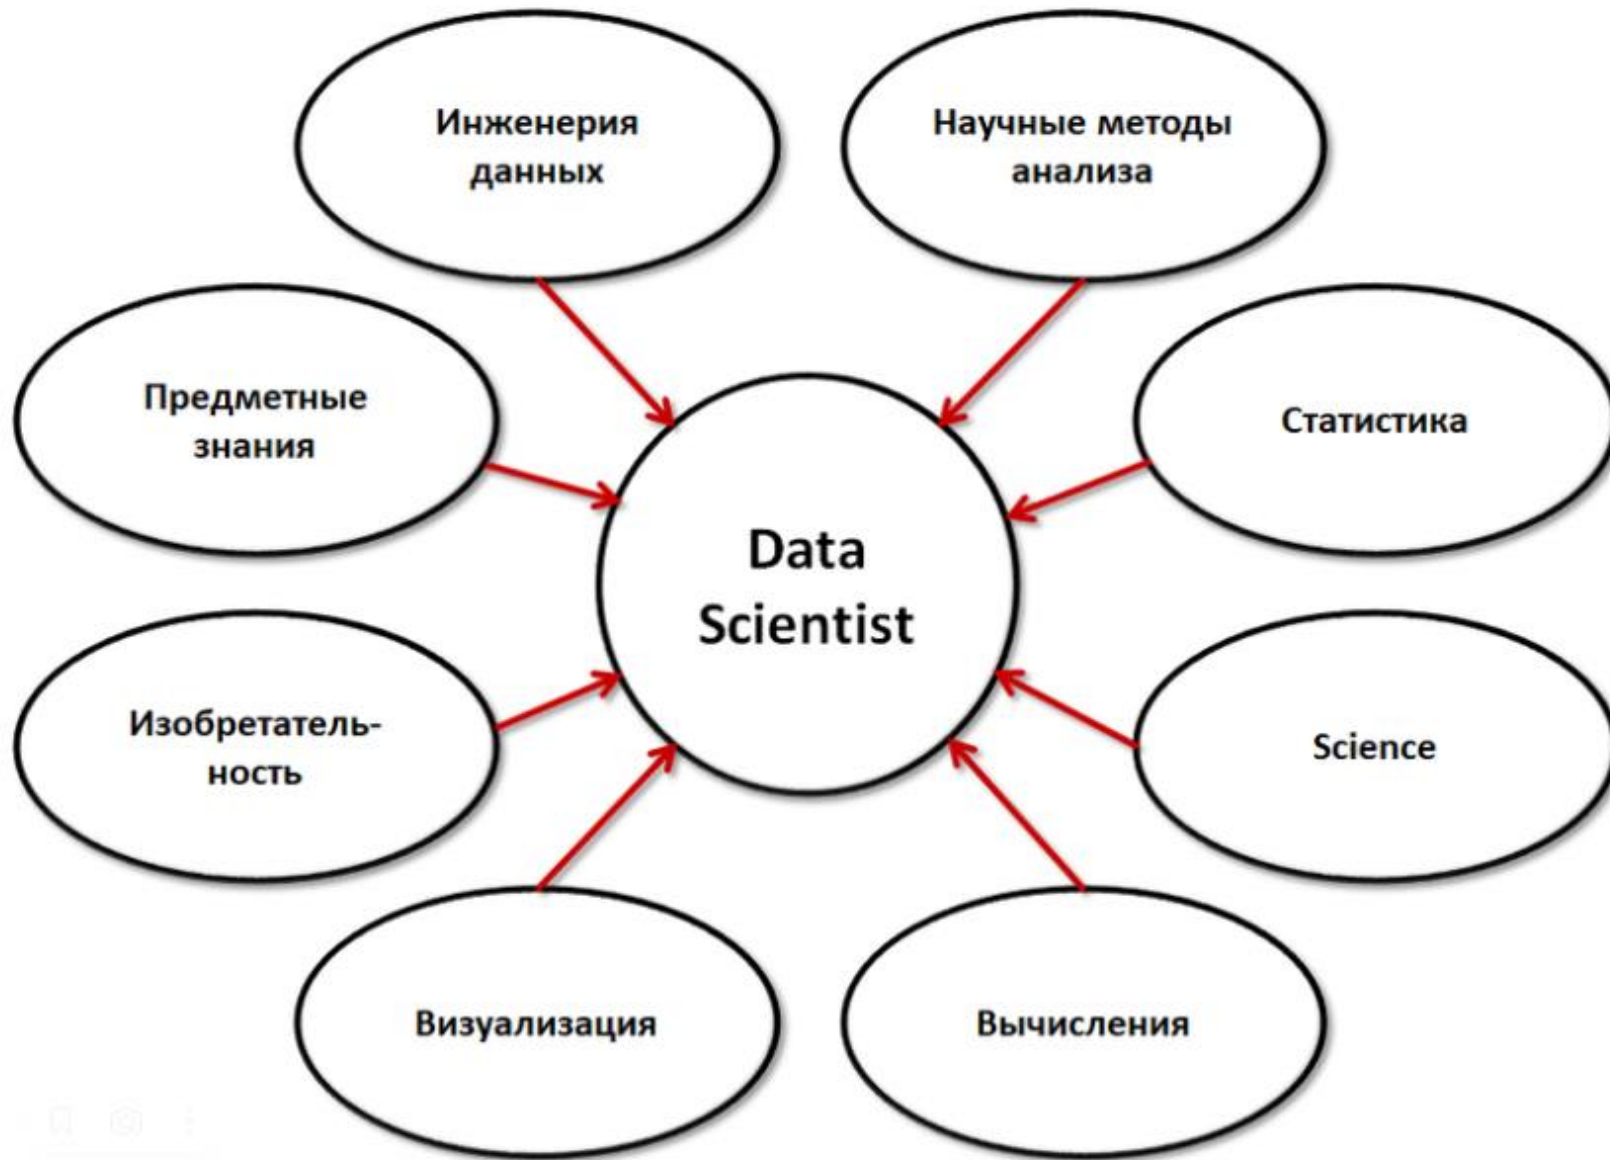 Инженерия
данных
Научные методы
анализа
Предметные
знания
Статистика
Data
Scientist
Изобретатель-
ность
Science
Визуализация
Вычисления